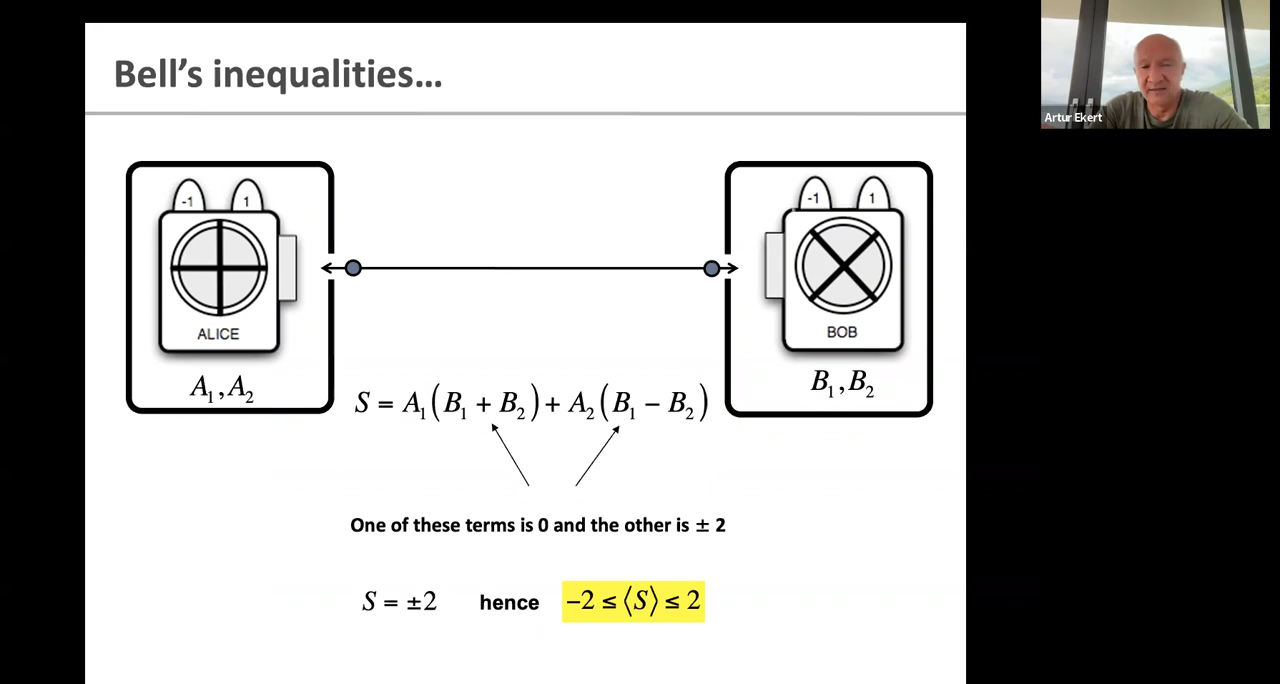 Bell’s inequalities…
Artur Ekert
-1 1
ALICE
A₁, A₂
-1 1
BOB
B₁, B₂
S = A₁(B₁ + B₂) + A₂(B₁ − B₂)
One of these terms is 0 and the other is ± 2
S = ±2 hence −2 ≤ ⟨S⟩ ≤ 2